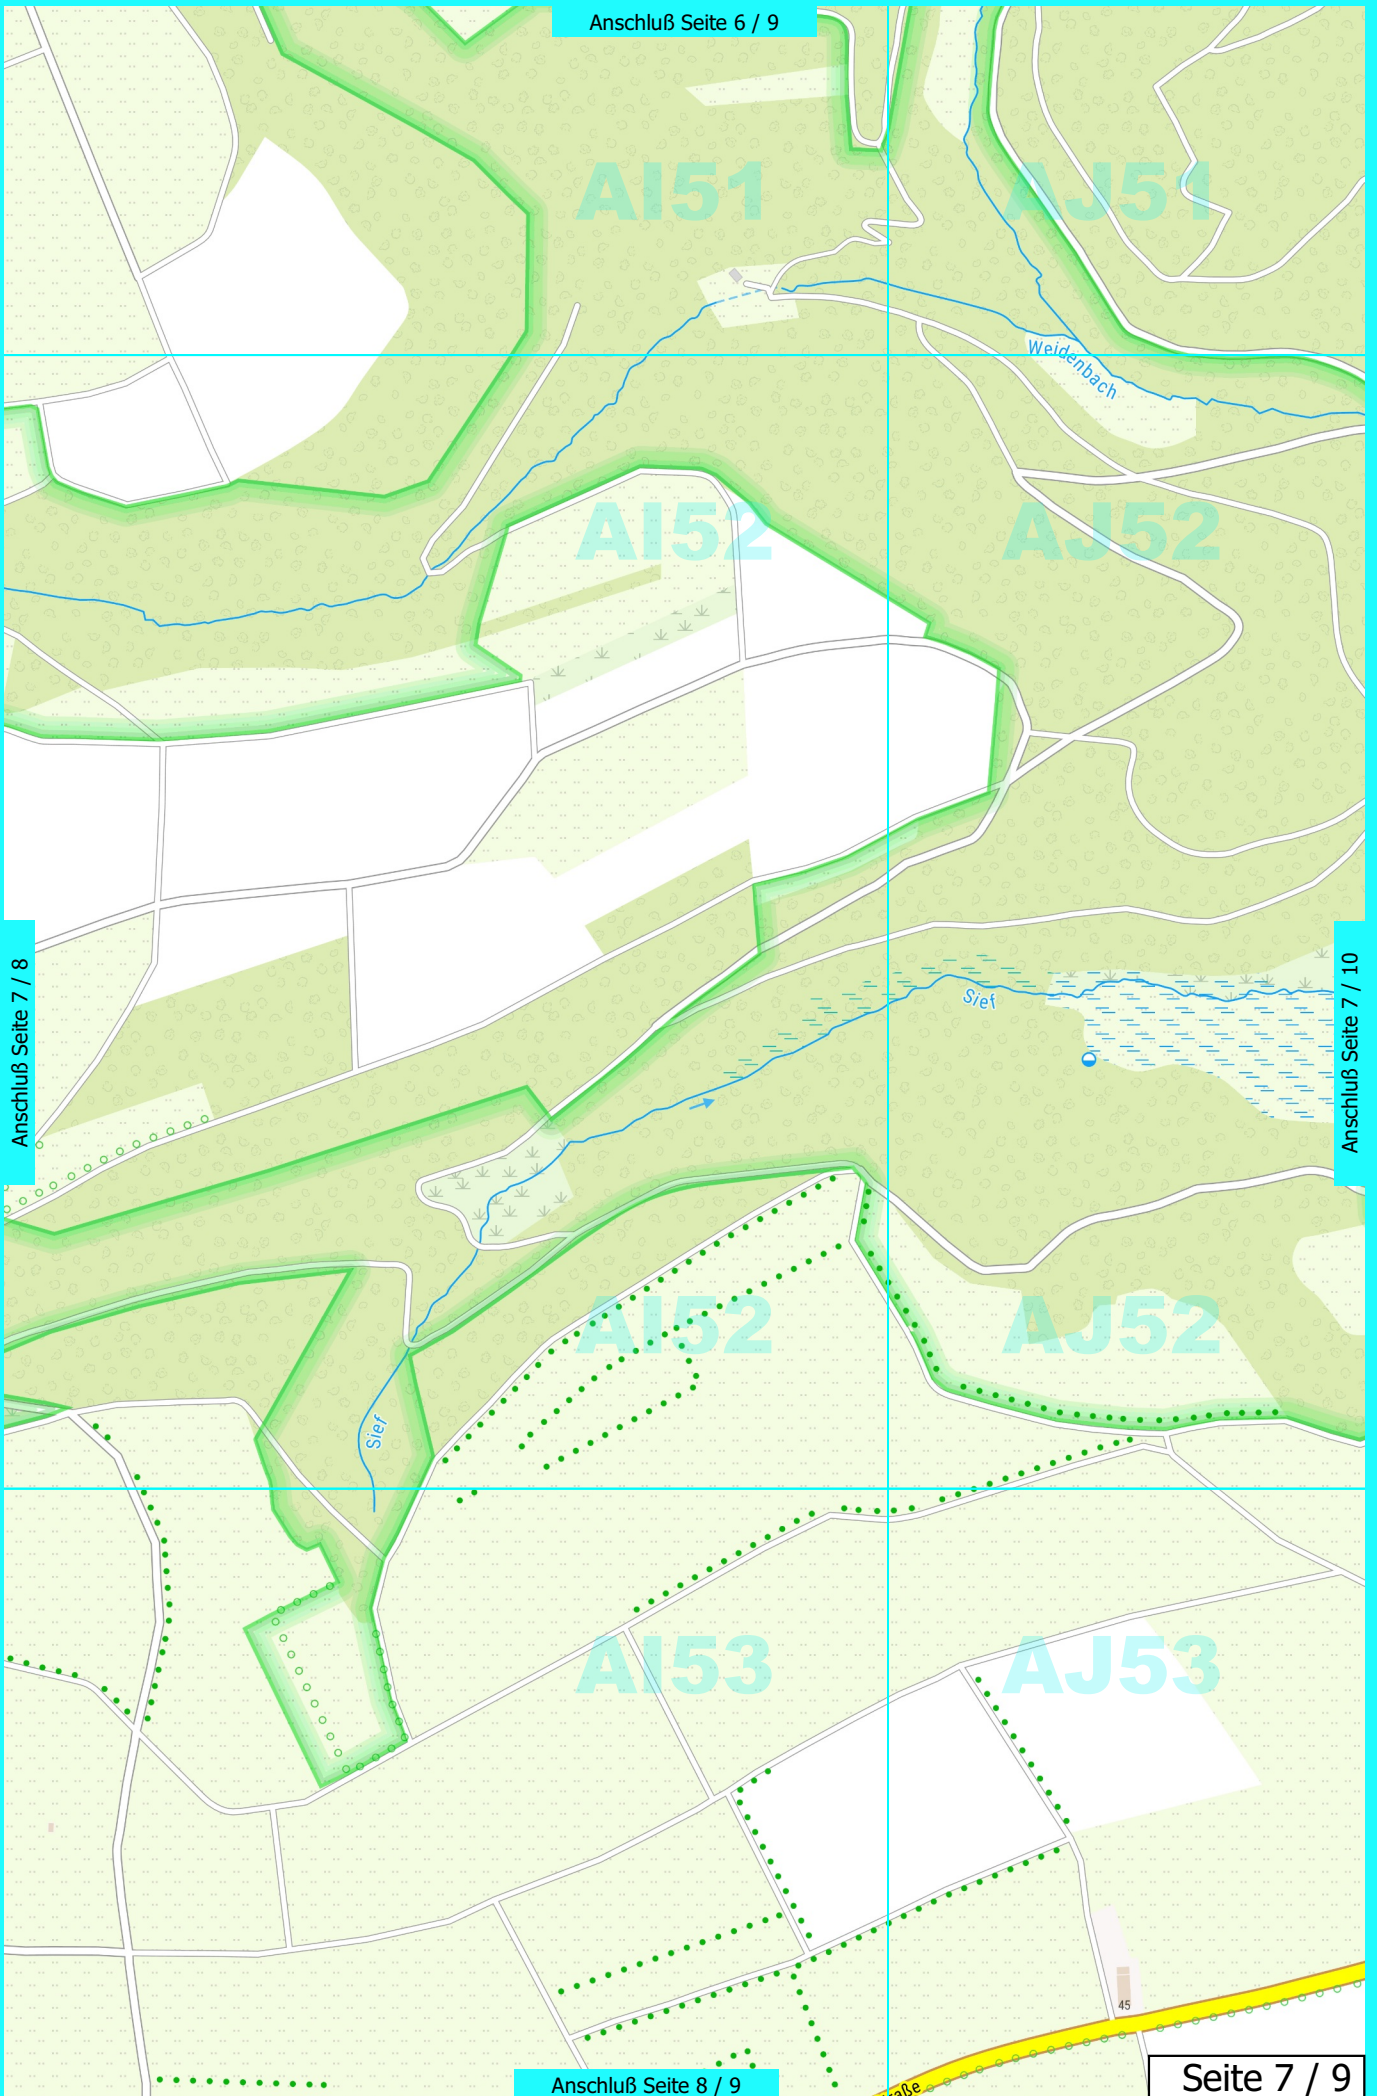 Anschluß Seite 6 / 9
AI51
AJ51
Weidenbach
AI52
AJ52
Anschluß Seite 7 / 8
Sief
Anschluß Seite 7 / 10
AI52
AJ52
Sief
AI53
AJ53
45
Anschluß Seite 8 / 9
aße
Seite 7 / 9